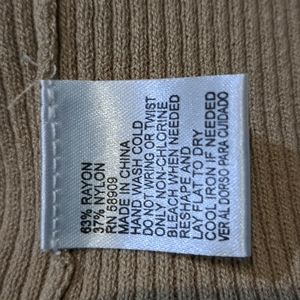 63% RAYON
37% NYLON
RN 58909
MADE IN CHINA
HAND WASH COLD
DO NOT WRING OR TWIST
ONLY NON-CHLORINE
BLEACH WHEN NEEDED
RESHAPE AND
LAY FLAT TO DRY
COOL IRON IF NEEDED
VER AL DORSO PARA CUIDADO